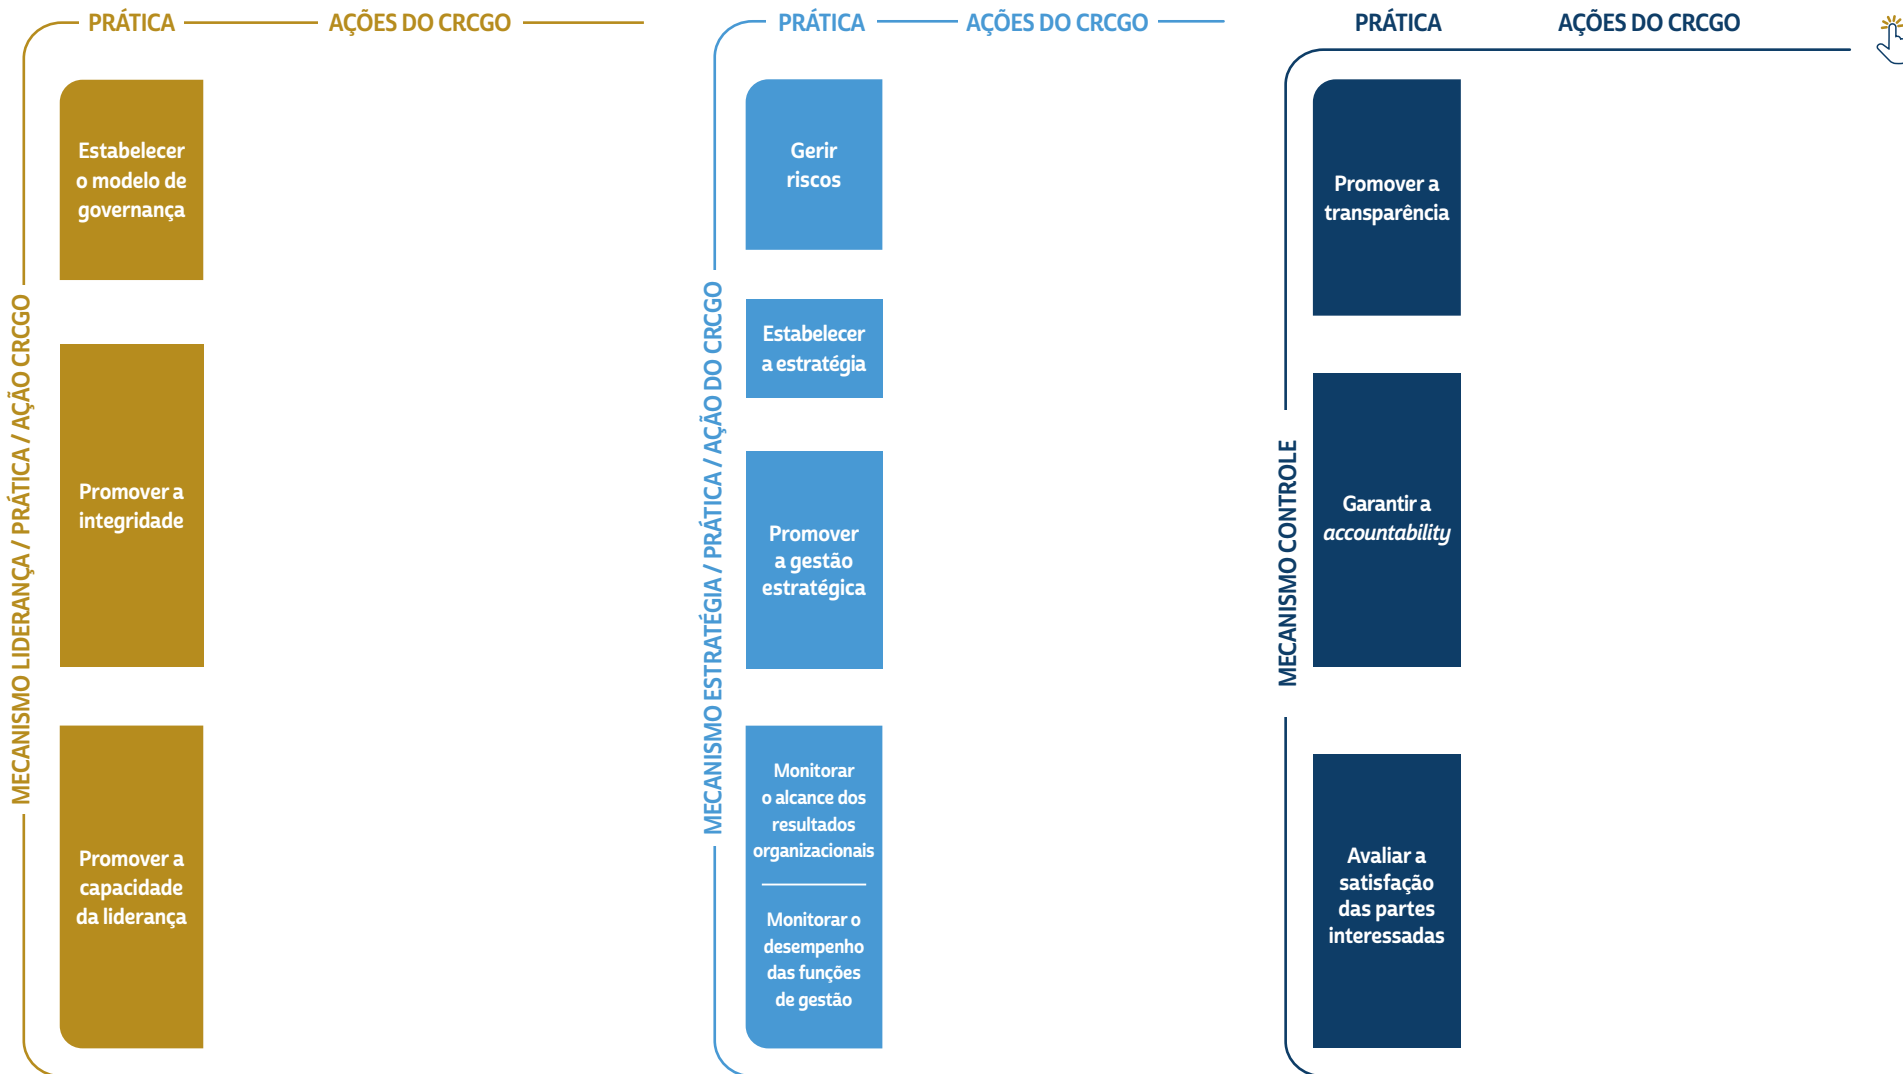 PRÁTICA
AÇÕES DO CRCGO
MECANISMO LIDERANÇA / PRÁTICA / AÇÃO CRCGO
Estabelecer
o modelo de
governança
Promover a
integridade
Promover a
capacidade
da liderança
PRÁTICA
AÇÕES DO CRCGO
MECANISMO ESTRATÉGIA / PRÁTICA / AÇÃO DO CRCGO
Gerir
riscos
Estabelecer
a estratégia
Promover
a gestão
estratégica
Monitorar
o alcance dos
resultados
organizacionais
Monitorar o
desempenho
das funções
de gestão
PRÁTICA
AÇÕES DO CRCGO
MECANISMO CONTROLE
Promover a
transparência
Garantir a
accountability
Avaliar a
satisfação
das partes
interessadas